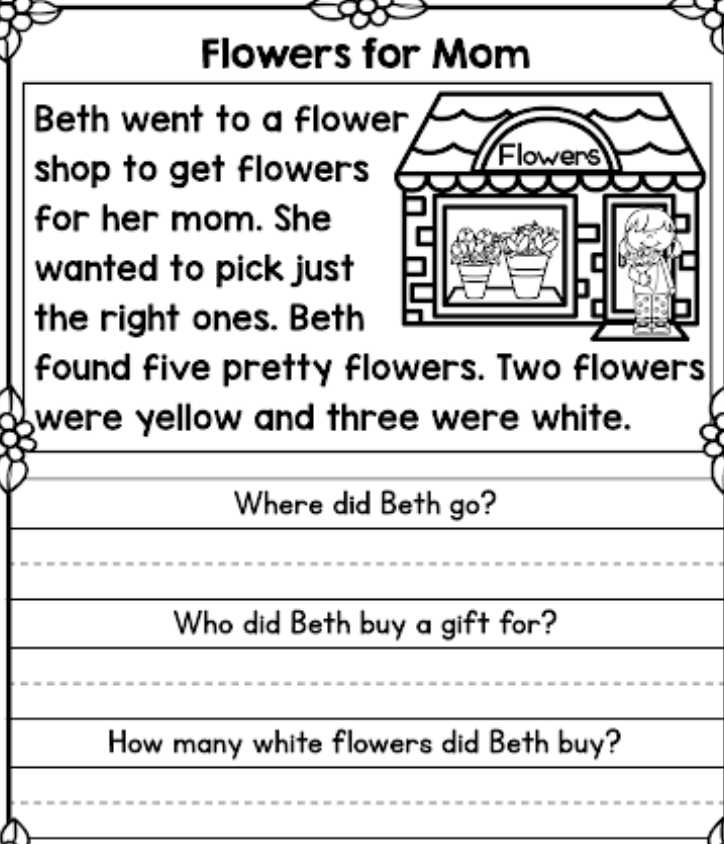 Flowers for Mom
Beth went to a flower
shop to get flowers
for her mom. She
wanted to pick just
the right ones. Beth
found five pretty flowers. Two flowers
were yellow and three were white.
Flowers
Where did Beth go?
Who did Beth buy a gift for?
How many white flowers did Beth buy?